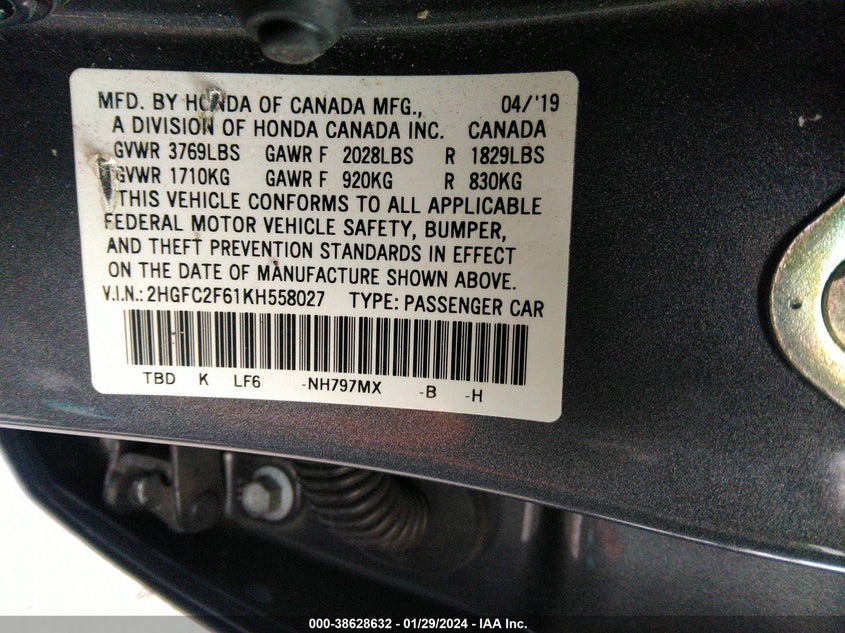 MFD. BY HONDA OF CANADA MFG., 04/'19
A DIVISION OF HONDA CANADA INC. CANADA
GVWR 3769LBS GAWR F 2028LBS R 1829LBS
GVWR 1710KG GAWR F 920KG R 830KG
THIS VEHICLE CONFORMS TO ALL APPLICABLE
FEDERAL MOTOR VEHICLE SAFETY, BUMPER,
AND THEFT PREVENTION STANDARDS IN EFFECT
ON THE DATE OF MANUFACTURE SHOWN ABOVE.
V.I.N.: 2HGFC2F61KH558027 TYPE: PASSENGER CAR
TBD K LF6 -NH797MX -B -H
000-38628632 - 01/29/2024 - IAA Inc.